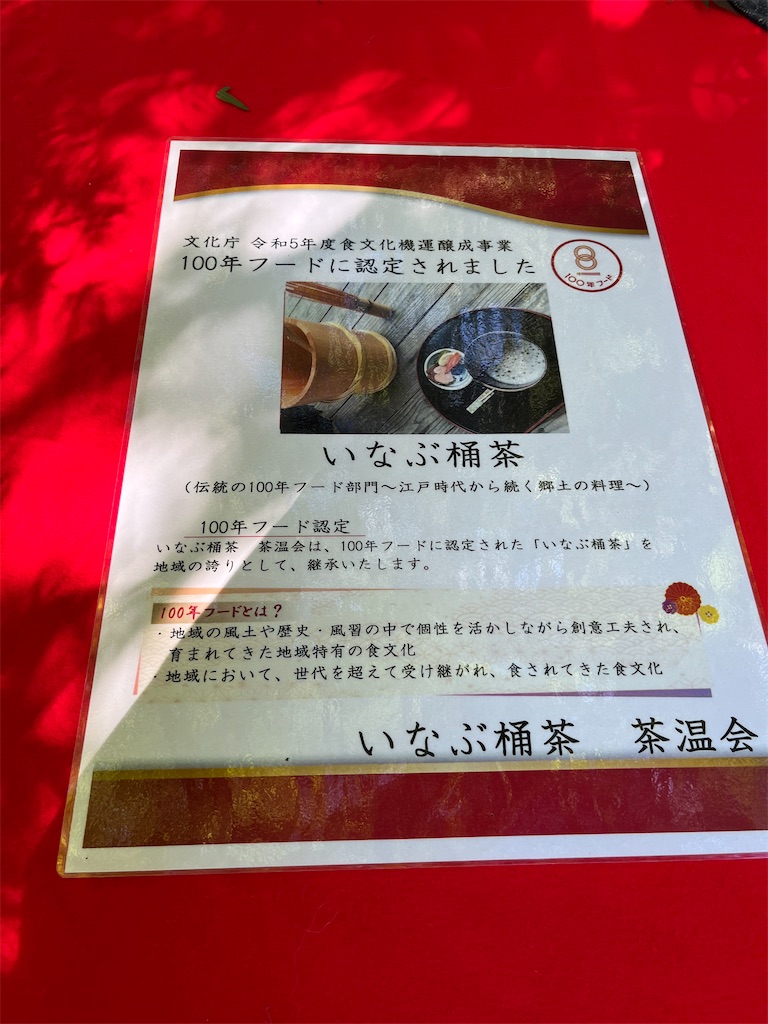 文化庁 令和5年度食文化機運醸成事業
100年フードに認定されました
100年フード
いなぶ桶茶
(伝統の100年フード部門～江戸時代から続く郷土の料理～)
100年フード認定
いなぶ桶茶　茶温会は、100年フードに認定された「いなぶ桶茶」を
地域の誇りとして、継承いたします。
100年フードとは？
・地域の風土や歴史・風習の中で個性を活かしながら創意工夫され、
育まれてきた地域特有の食文化
・地域において、世代を超えて受け継がれ、食されてきた食文化
いなぶ桶茶　茶温会